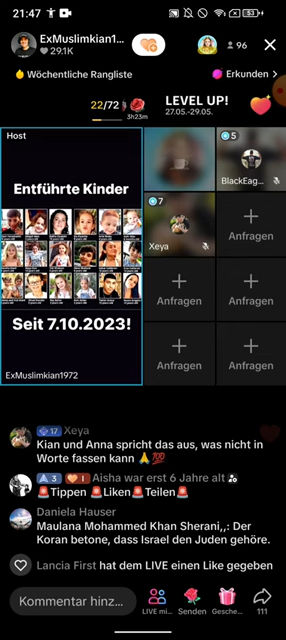 21:47
ExMuslimkian1...
29.1K
96
Wöchentliche Rangliste
Erkunden >
22/72
3h23m
LEVEL UP!
27.05.-29.05.
Host
Entführte Kinder
Seit 7.10.2023!
ExMuslimkian1972
5
BlackEag...
7
Xeya
Anfragen
Anfragen
Anfragen
Anfragen
Anfragen
17 Xeya
Kian und Anna spricht das aus, was nicht in
Worte fassen kann 🙏💯
3 1 Aisha war erst 6 Jahre alt
🚨Tippen 🚨Liken🚨Teilen🚨
Daniela Hauser
Maulana Mohammed Khan Sherani,,: Der
Koran betone, dass Israel den Juden gehöre.
Lancia First hat dem LIVE einen Like gegeben
Kommentar hinz...
LIVE mi...
Senden
Gesche...
111